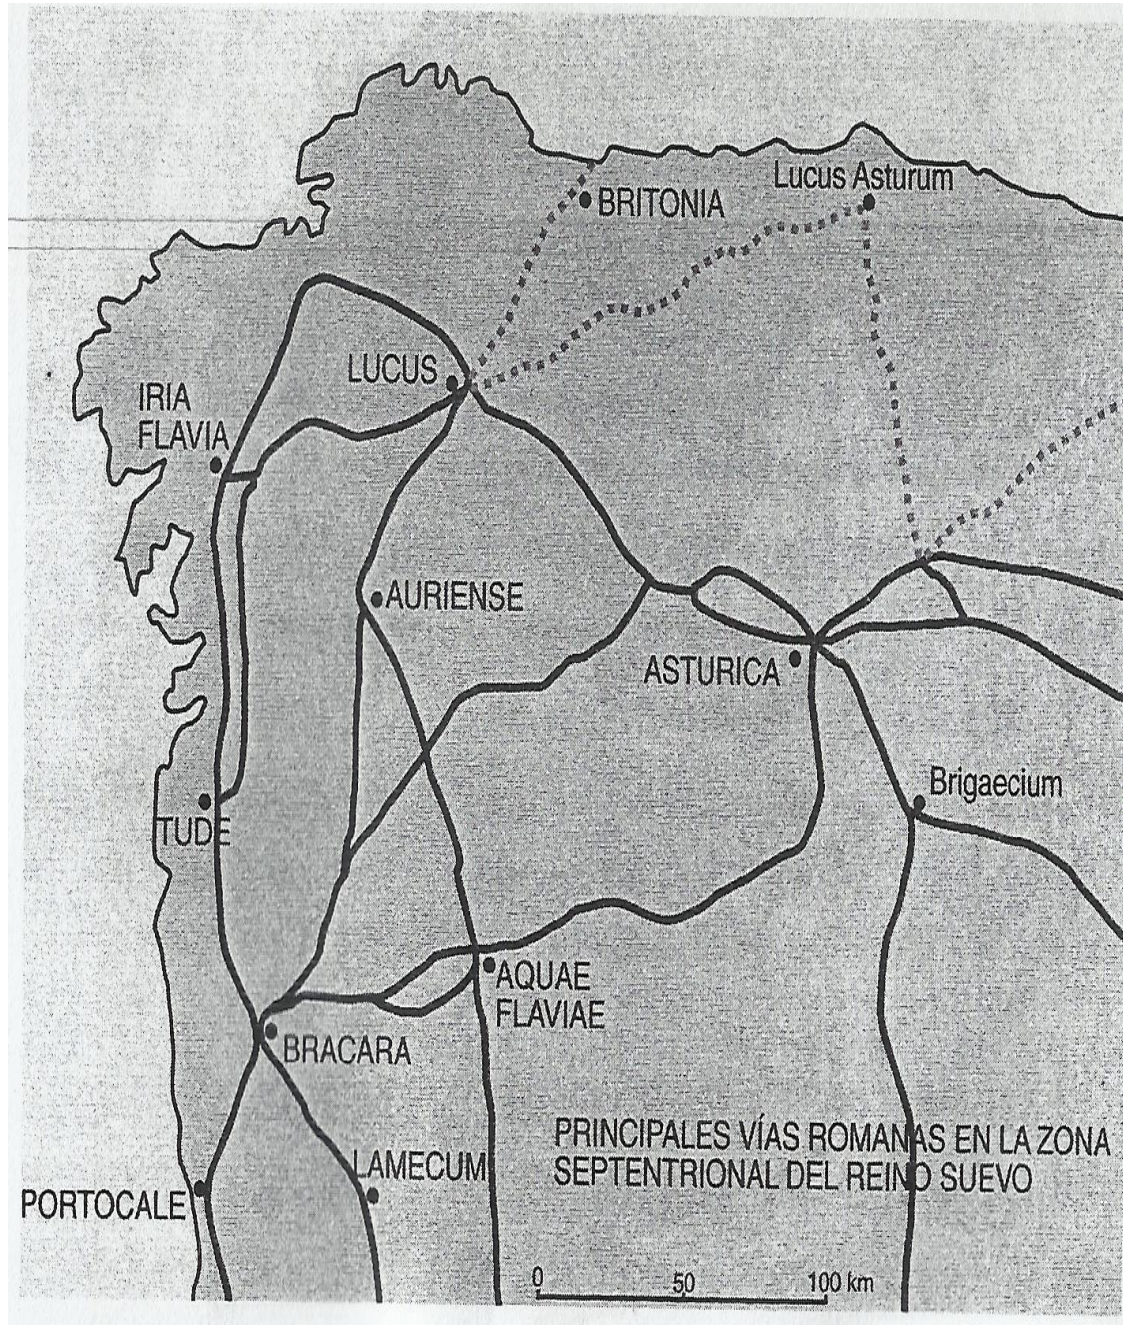 Lucus Asturum
BRITONIA
LUCUS
IRIA
FLAVIA
AURIENSE
ASTURICA
Brigaecium
TUDE
AQUAE
FLAVIAE
BRACARA
PRINCIPALES VÍAS ROMANAS EN LA ZONA
SEPTENTRIONAL DEL REINO SUEVO
LAMECUM
PORTOCALE
0 50 100 km